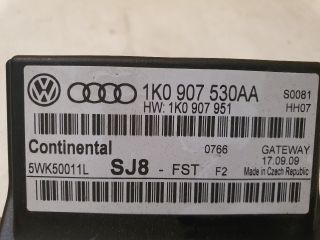 1K0 907 530AA S0081
HW: 1K0 907 951 HH07
Continental 0766 GATEWAY
5WK50011L SJ8 - FST F2 17.09.09
Made in Czech Republic